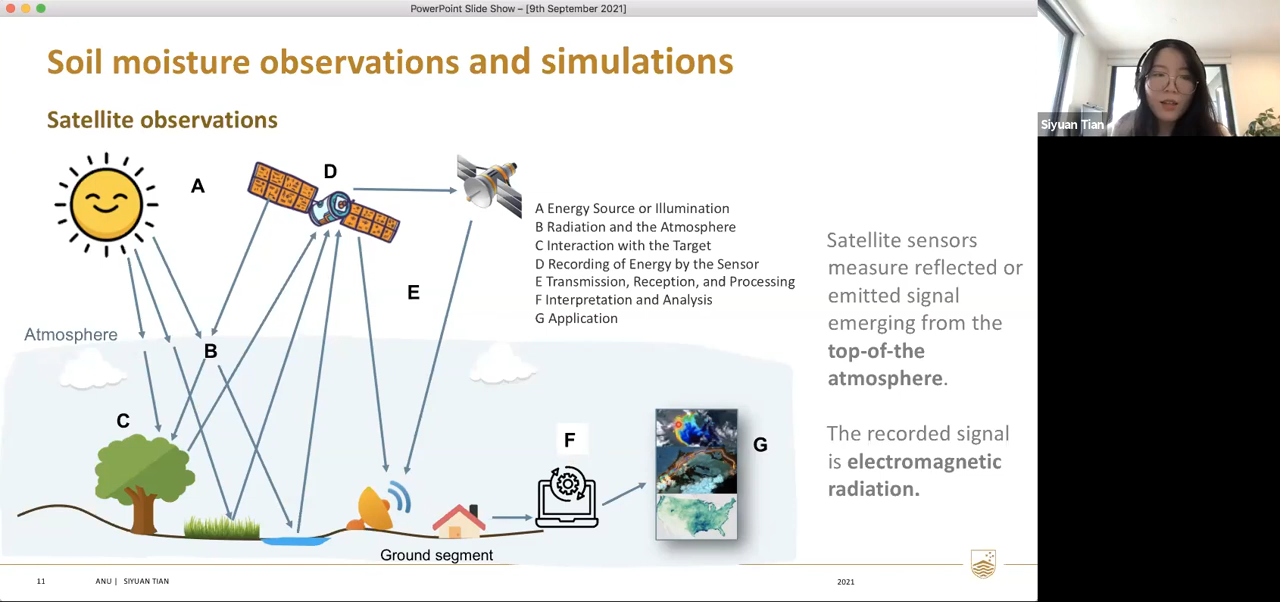 PowerPoint Slide Show – [9th September 2021]
Soil moisture observations and simulations
Siyuan Tian
Satellite observations
A
D
A Energy Source or Illumination
B Radiation and the Atmosphere
C Interaction with the Target
D Recording of Energy by the Sensor
E Transmission, Reception, and Processing
F Interpretation and Analysis
G Application
E
Atmosphere
B
C
F
G
Ground segment
Satellite sensors
measure reflected or
emitted signal
emerging from the
top-of-the
atmosphere.
The recorded signal
is electromagnetic
radiation.
11
ANU | SIYUAN TIAN
2021